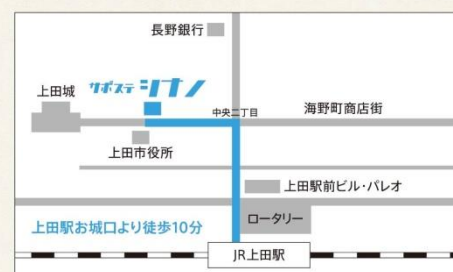 長野銀行
サポステ シナノ
上田城
中央二丁目
海野町商店街
上田市役所
上田駅前ビル・パレオ
ロータリー
上田駅お城口より徒歩10分
JR上田駅